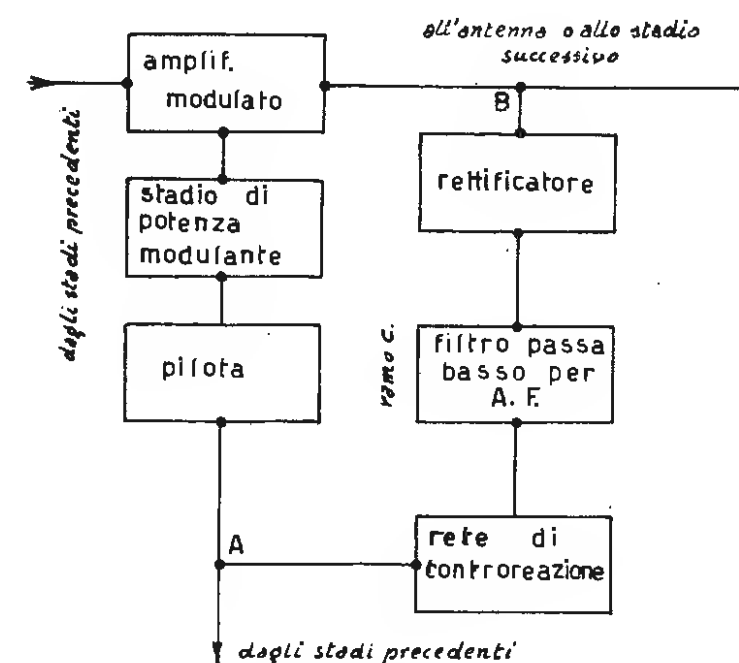 all'antenna o allo stadio
successivo
amplif.
modulato
B
dagli stadi precedenti
stadio di
potenza
modulante
rettificatore
pilota
ramo C.
filtro passa
basso per
A. F.
A
rete di
controreazione
dagli stadi precedenti